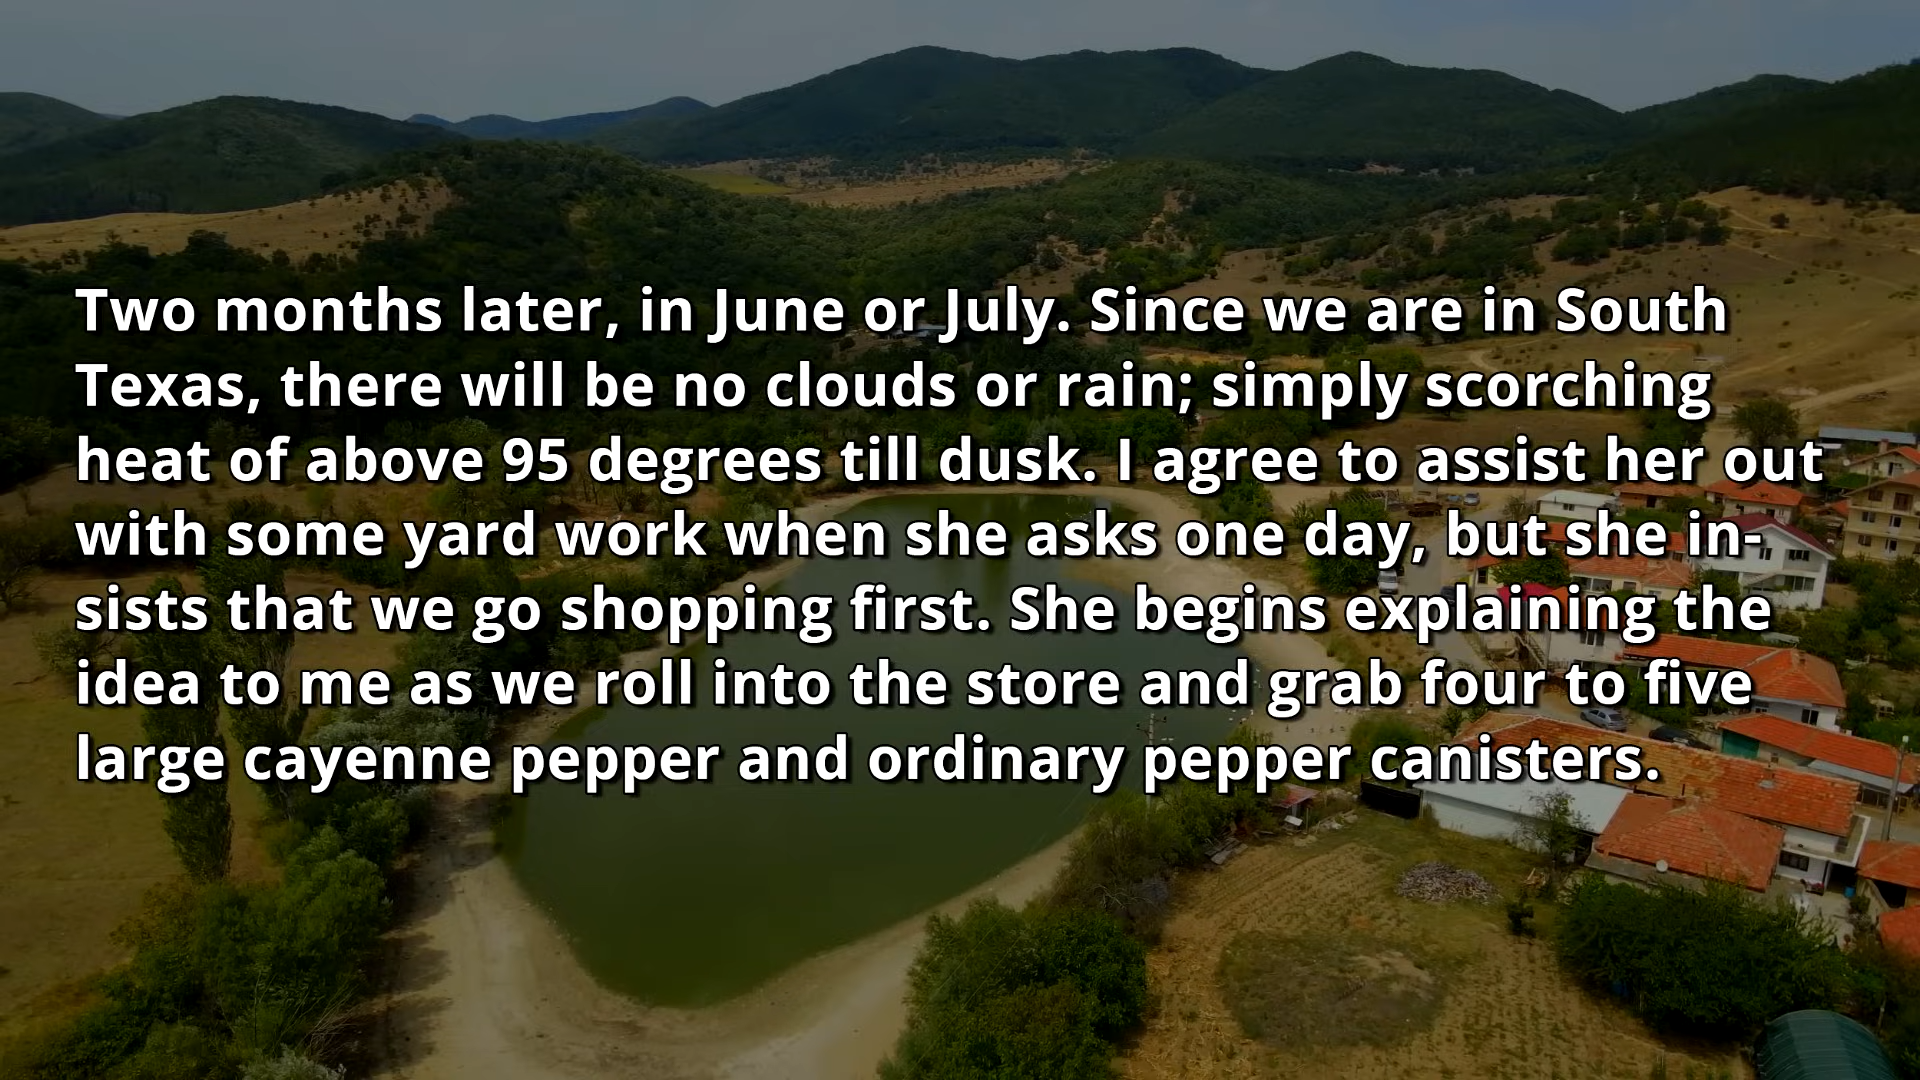 Two months later, in June or July. Since we are in South
Texas, there will be no clouds or rain; simply scorching
heat of above 95 degrees till dusk. I agree to assist her out
with some yard work when she asks one day, but she in-
sists that we go shopping first. She begins explaining the
idea to me as we roll into the store and grab four to five
large cayenne pepper and ordinary pepper canisters.